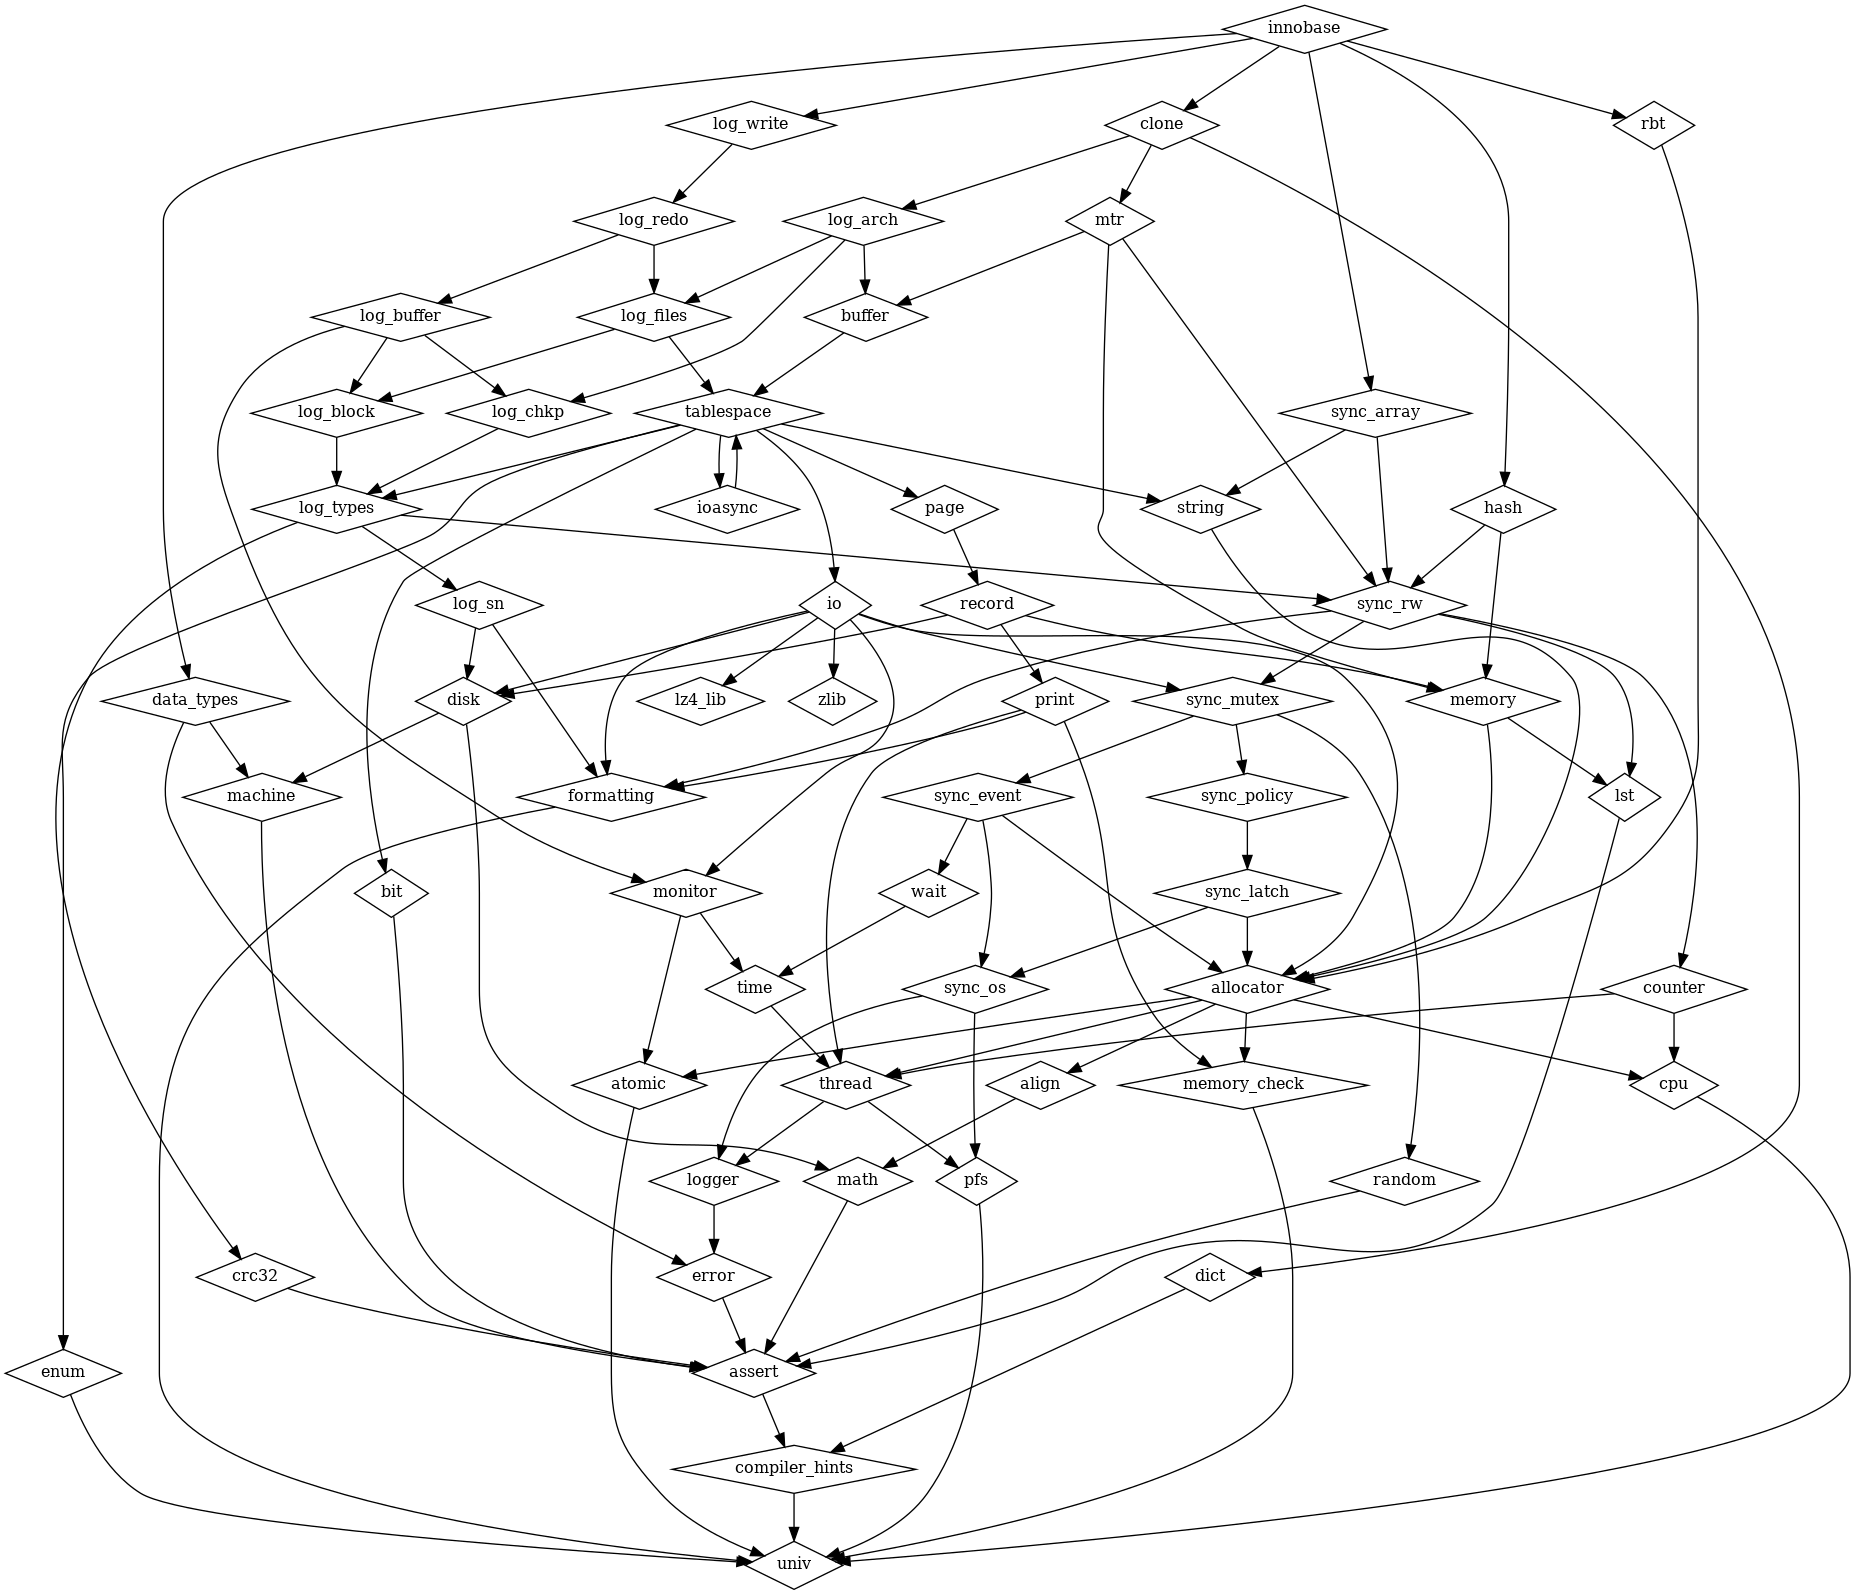 innobase
log_write
clone
rbt
log_redo
log_arch
mtr
log_buffer
log_files
buffer
log_block
log_chkp
tablespace
sync_array
log_types
ioasync
page
string
hash
log_sn
io
record
sync_rw
data_types
disk
lz4_lib
zlib
print
sync_mutex
memory
machine
formatting
sync_event
sync_policy
lst
bit
monitor
wait
sync_latch
time
sync_os
allocator
counter
atomic
thread
align
memory_check
cpu
logger
math
pfs
random
crc32
error
dict
enum
assert
compiler_hints
univ